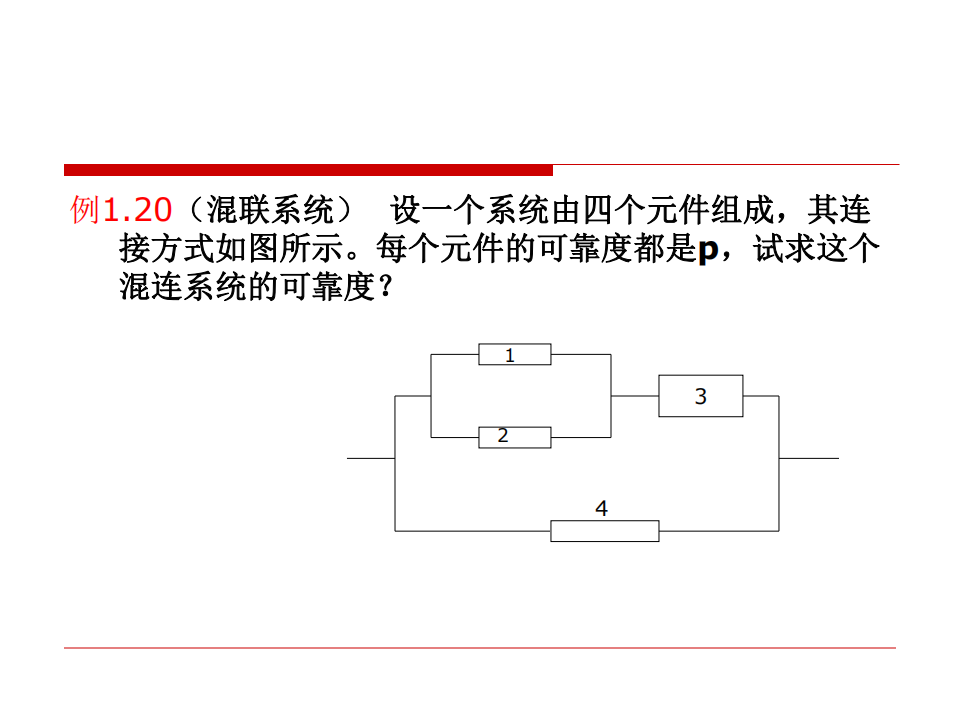 例1.20（混联系统） 设一个系统由四个元件组成，其连
接方式如图所示。每个元件的可靠度都是p，试求这个
混连系统的可靠度？
1
3
2
4